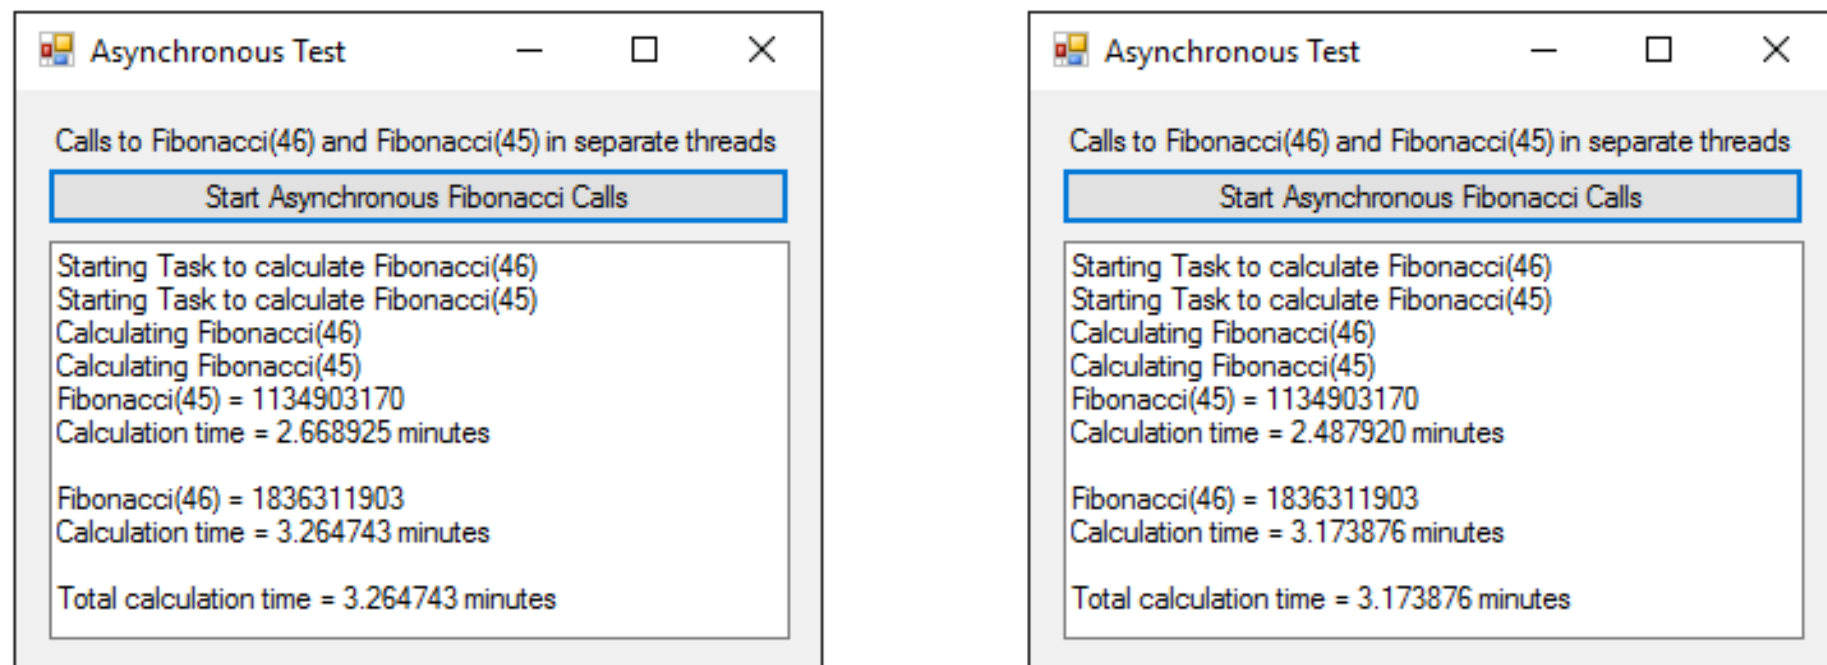 Asynchronous Test
Calls to Fibonacci(46) and Fibonacci(45) in separate threads
Start Asynchronous Fibonacci Calls
Starting Task to calculate Fibonacci(46)
Starting Task to calculate Fibonacci(45)
Calculating Fibonacci(46)
Calculating Fibonacci(45)
Fibonacci(45) = 1134903170
Calculation time = 2.668925 minutes
Fibonacci(46) = 1836311903
Calculation time = 3.264743 minutes
Total calculation time = 3.264743 minutes
Asynchronous Test
Calls to Fibonacci(46) and Fibonacci(45) in separate threads
Start Asynchronous Fibonacci Calls
Starting Task to calculate Fibonacci(46)
Starting Task to calculate Fibonacci(45)
Calculating Fibonacci(46)
Calculating Fibonacci(45)
Fibonacci(45) = 1134903170
Calculation time = 2.487920 minutes
Fibonacci(46) = 1836311903
Calculation time = 3.173876 minutes
Total calculation time = 3.173876 minutes